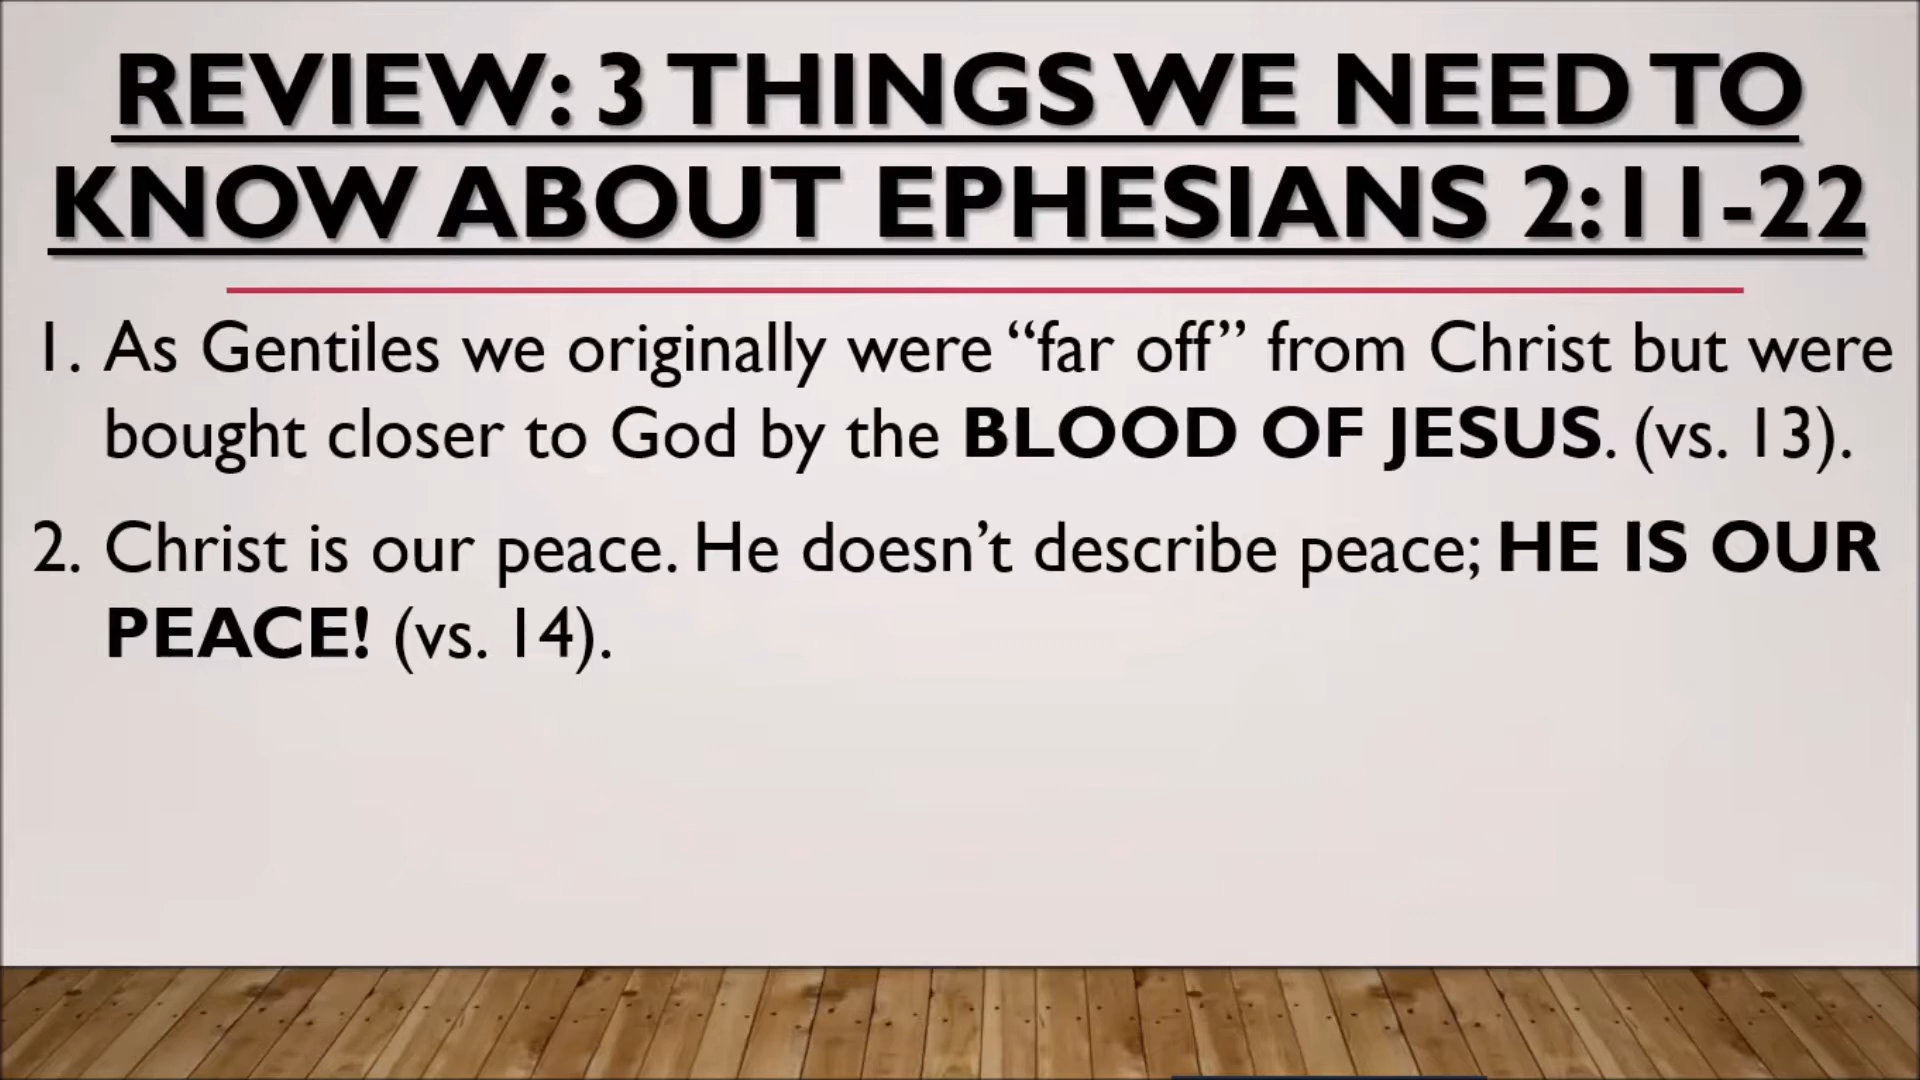 REVIEW: 3 THINGS WE NEED TO
KNOW ABOUT EPHESIANS 2:11-22
1. As Gentiles we originally were “far off” from Christ but were
bought closer to God by the BLOOD OF JESUS. (vs. 13).
2. Christ is our peace. He doesn’t describe peace; HE IS OUR
PEACE! (vs. 14).